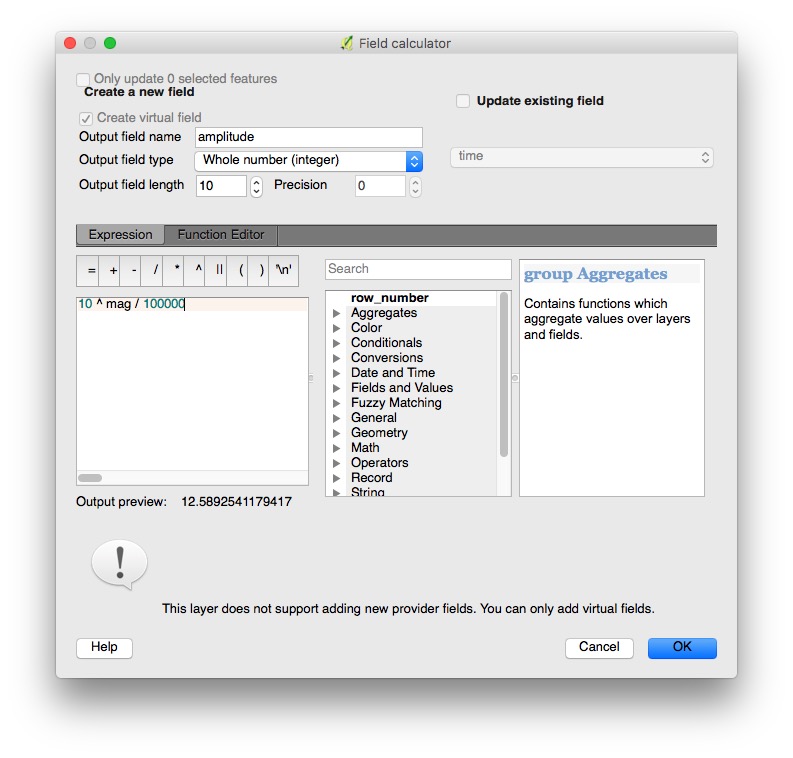 Field calculator
Only update 0 selected features
Create a new field
Update existing field
Create virtual field
Output field name amplitude
Output field type Whole number (integer)
time
Output field length 10 Precision 0
Expression Function Editor
= + - / * ^ || ( ) '\n'
10 ^ mag / 100000
Output preview: 12.5892541179417
Search
row_number
Aggregates
Color
Conditionals
Conversions
Date and Time
Fields and Values
Fuzzy Matching
General
Geometry
Math
Operators
Record
String
group Aggregates
Contains functions which
aggregate values over layers
and fields.
!
This layer does not support adding new provider fields. You can only add virtual fields.
Help Cancel OK